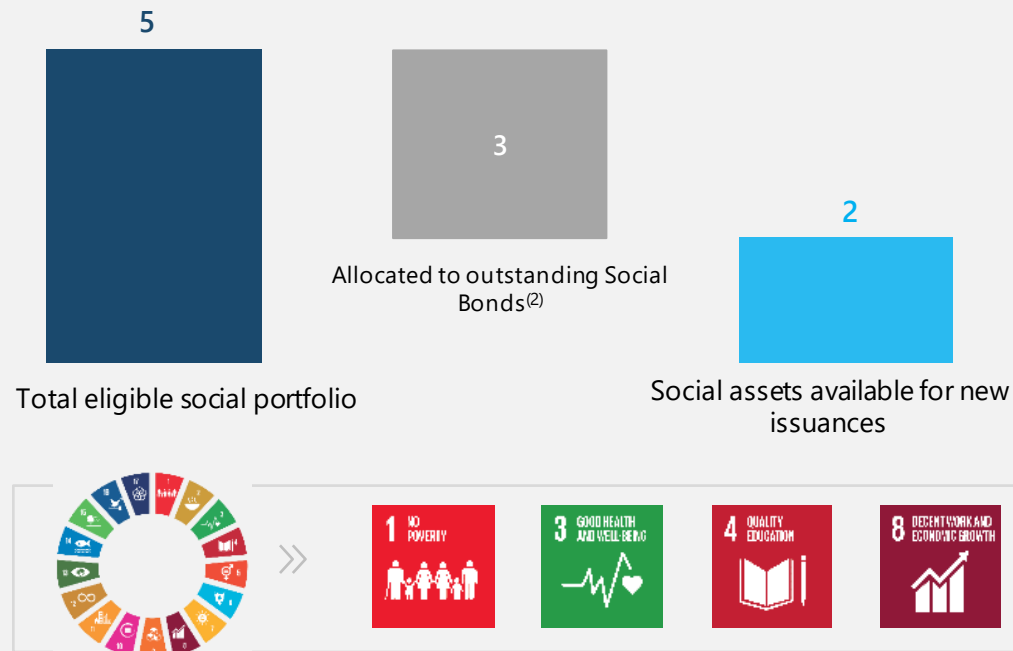 5
3
2
Allocated to outstanding Social
Bonds(2)
Total eligible social portfolio
Social assets available for new
issuances
1 NO
POVERTY
3 GOOD HEALTH
AND WELL-BEING
4 QUALITY
EDUCATION
8 DECENT WORK AND
ECONOMIC GROWTH